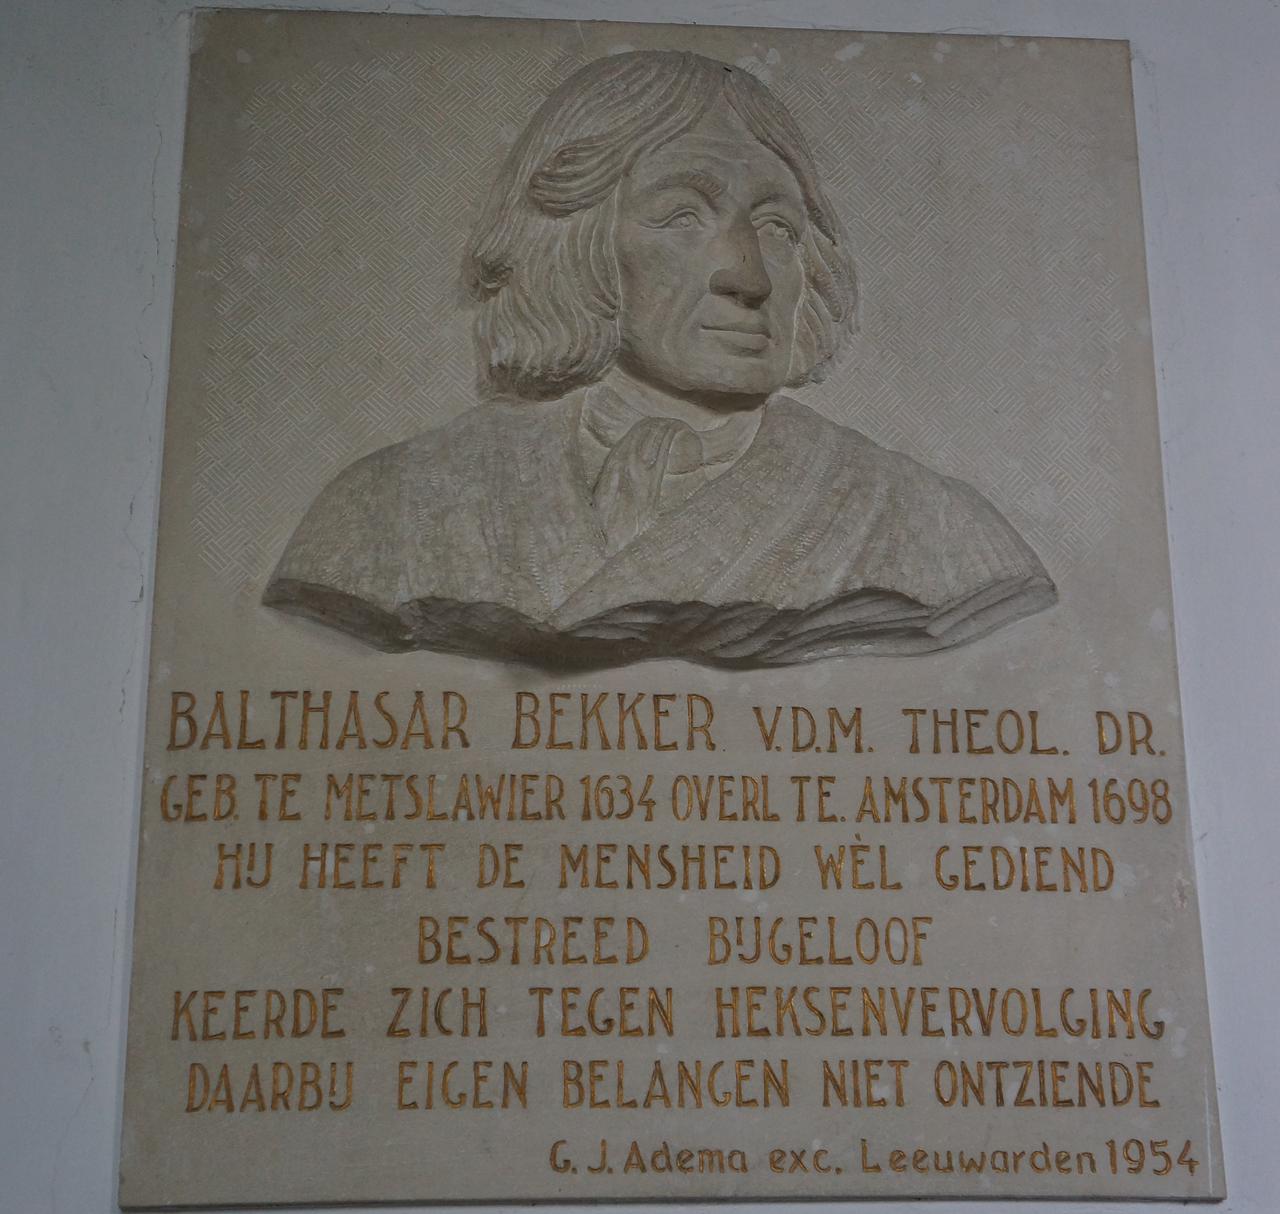 BALTHASAR BEKKER V.D.M. THEOL. DR.
GEB. TE METSLAWIER 1634 OVERL TE. AMSTERDAM 1698
HIJ HEEFT DE MENSHEID WÈL GEDIEND
BESTREED BIJGELOOF
KEERDE ZICH TEGEN HEKSENVERVOLGING
DAARBIJ EIGEN BELANGEN NIET ONTZIENDE
G. J. Adema exc. Leeuwarden 1954